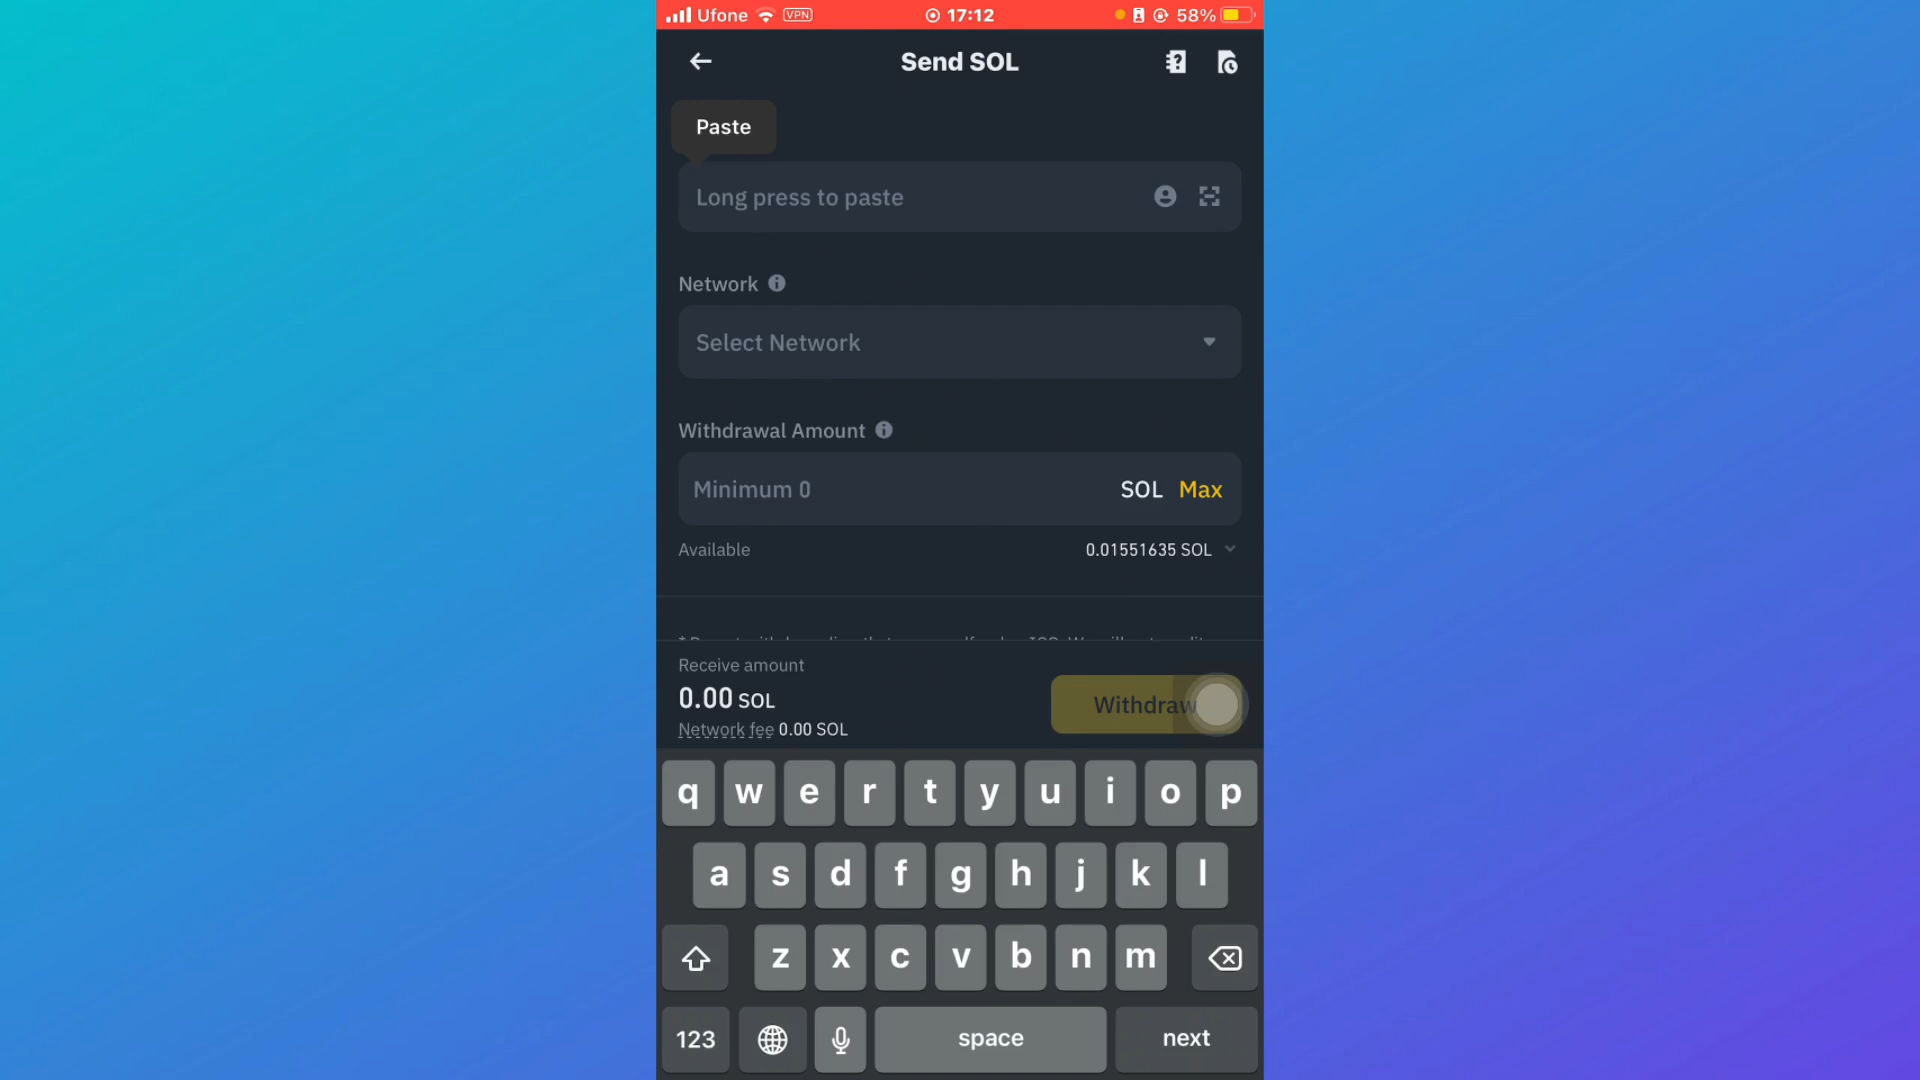 Ufone VPN 17:12 58%
Send SOL
Paste
Long press to paste
Network
Select Network
Withdrawal Amount
Minimum 0 SOL Max
Available 0.01551635 SOL
Receive amount
0.00 SOL
Withdraw
Network fee 0.00 SOL
q w e r t y u i o p
a s d f g h j k l
z x c v b n m
123 space next